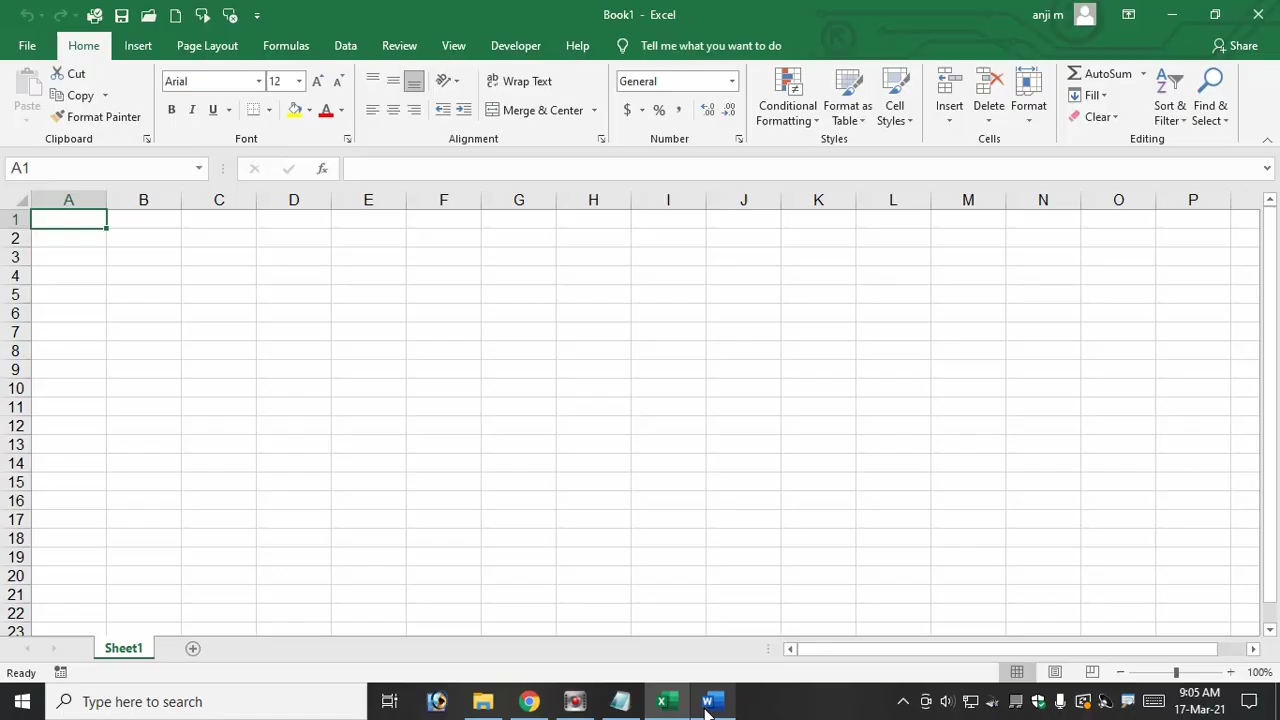 Book1 - Excel
anji m
File Home Insert Page Layout Formulas Data Review View Developer Help Tell me what you want to do Share
Paste
Cut
Copy
Format Painter
Clipboard
Arial 12
B I U
Font
Wrap Text
Merge & Center
Alignment
General
$ % ,
Number
Conditional Formatting
Format as Table
Cell Styles
Styles
Insert Delete Format
Cells
AutoSum
Fill
Clear
Sort & Filter
Find & Select
Editing
A1 fx
A B C D E F G H I J K L M N O P
1
2
3
4
5
6
7
8
9
10
11
12
13
14
15
16
17
18
19
20
21
22
23
Sheet1
Ready 100%
Type here to search
9:05 AM
17-Mar-21